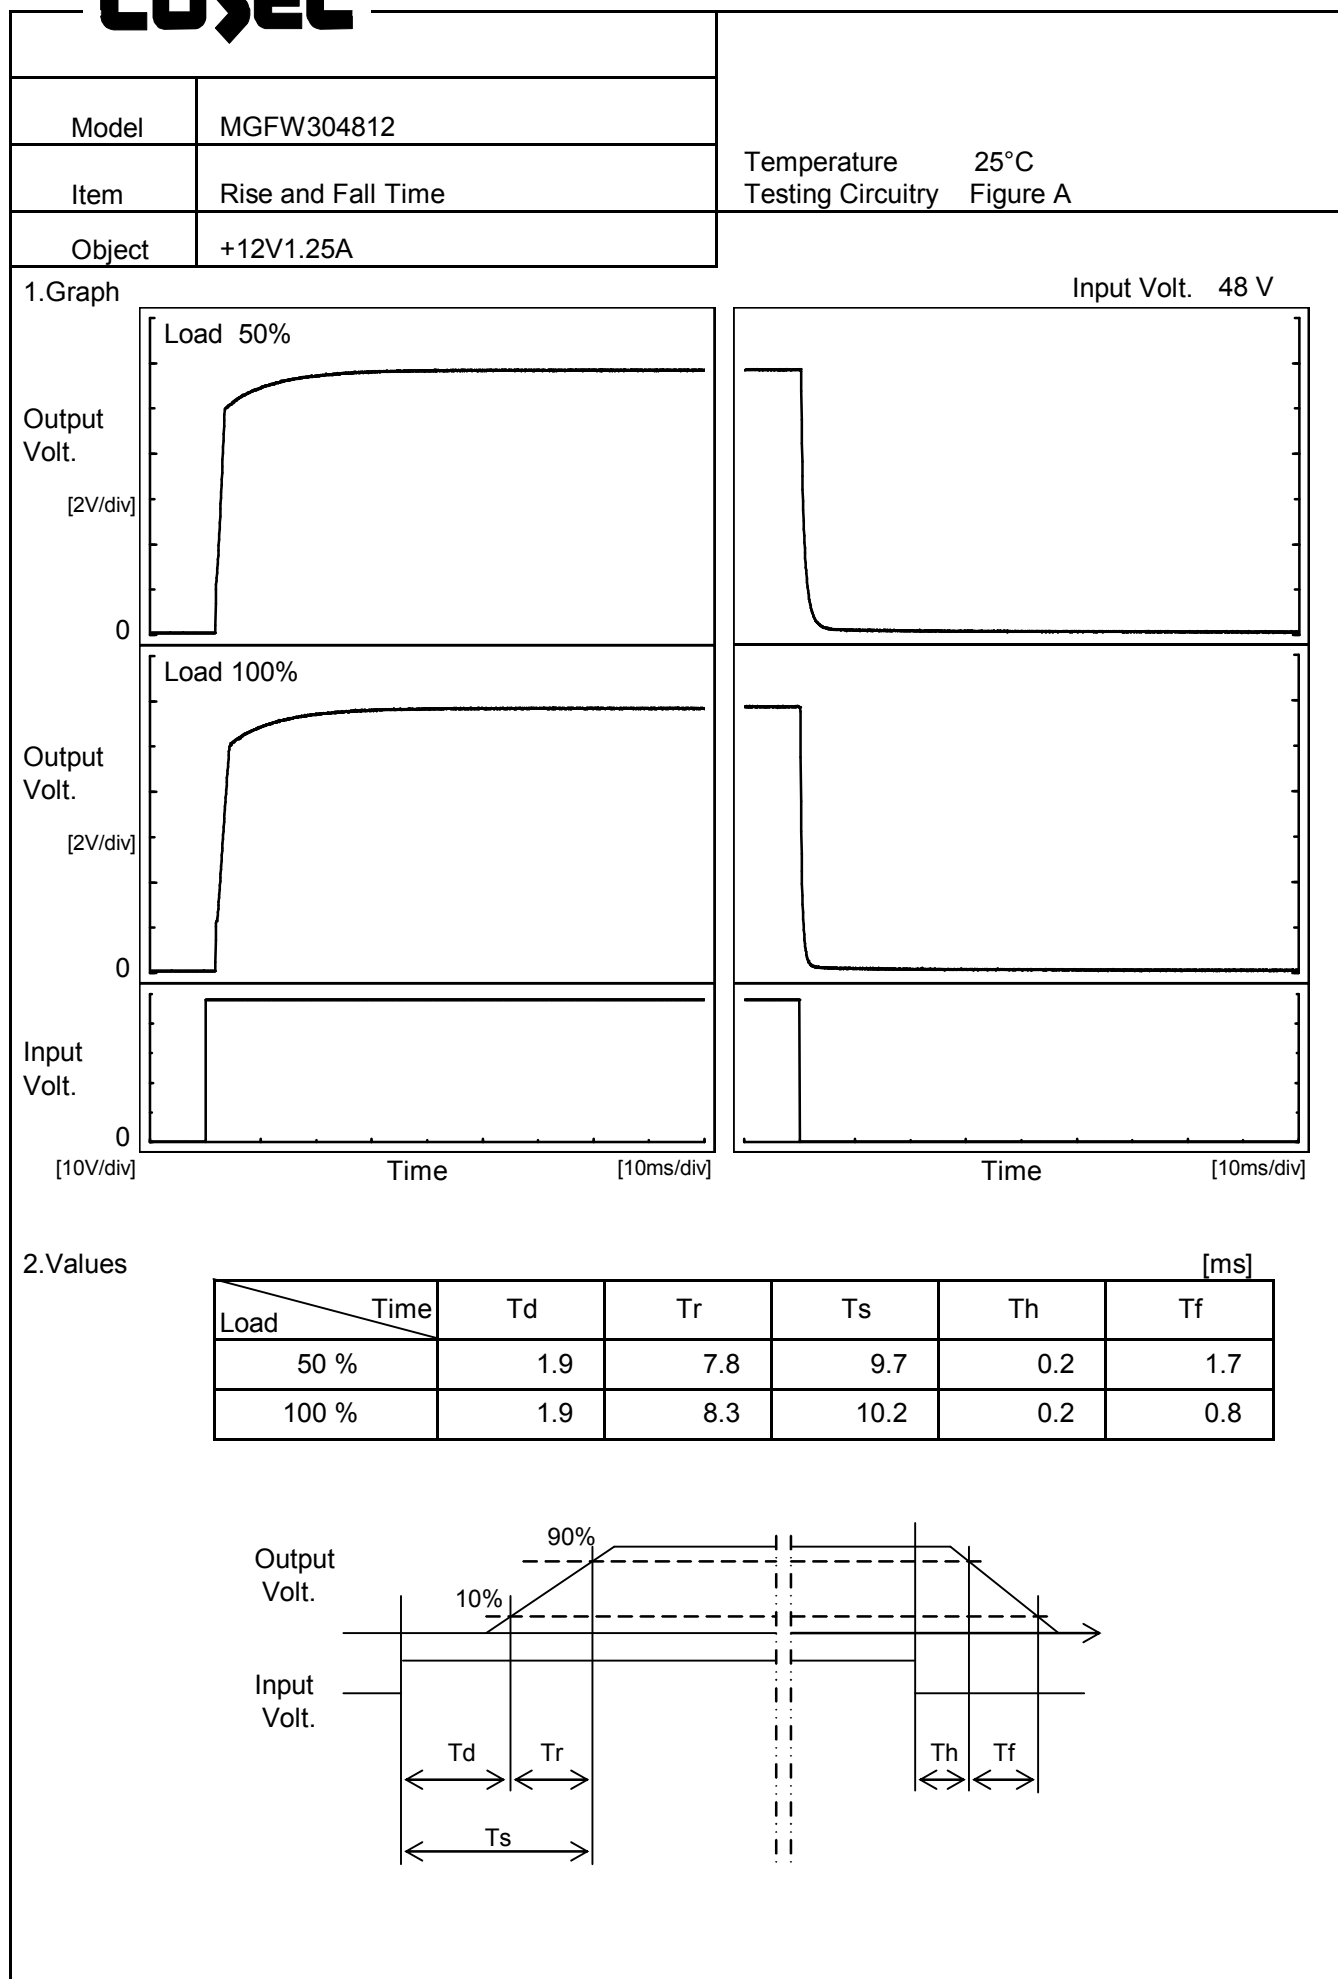 COSEL
Model MGFW304812
Temperature 25°C
Item Rise and Fall Time Testing Circuitry Figure A
Object +12V1.25A
1.Graph Input Volt. 48 V
Load 50%
Output
Volt.
[2V/div]
0
Load 100%
Output
Volt.
[2V/div]
0
Input
Volt.
0
[10V/div] Time [10ms/div] Time [10ms/div]
2.Values [ms]
Time Td Tr Ts Th Tf
Load
50 % 1.9 7.8 9.7 0.2 1.7
100 % 1.9 8.3 10.2 0.2 0.8
90%
Output
Volt.
10%
Input
Volt.
Td Tr Th Tf
Ts